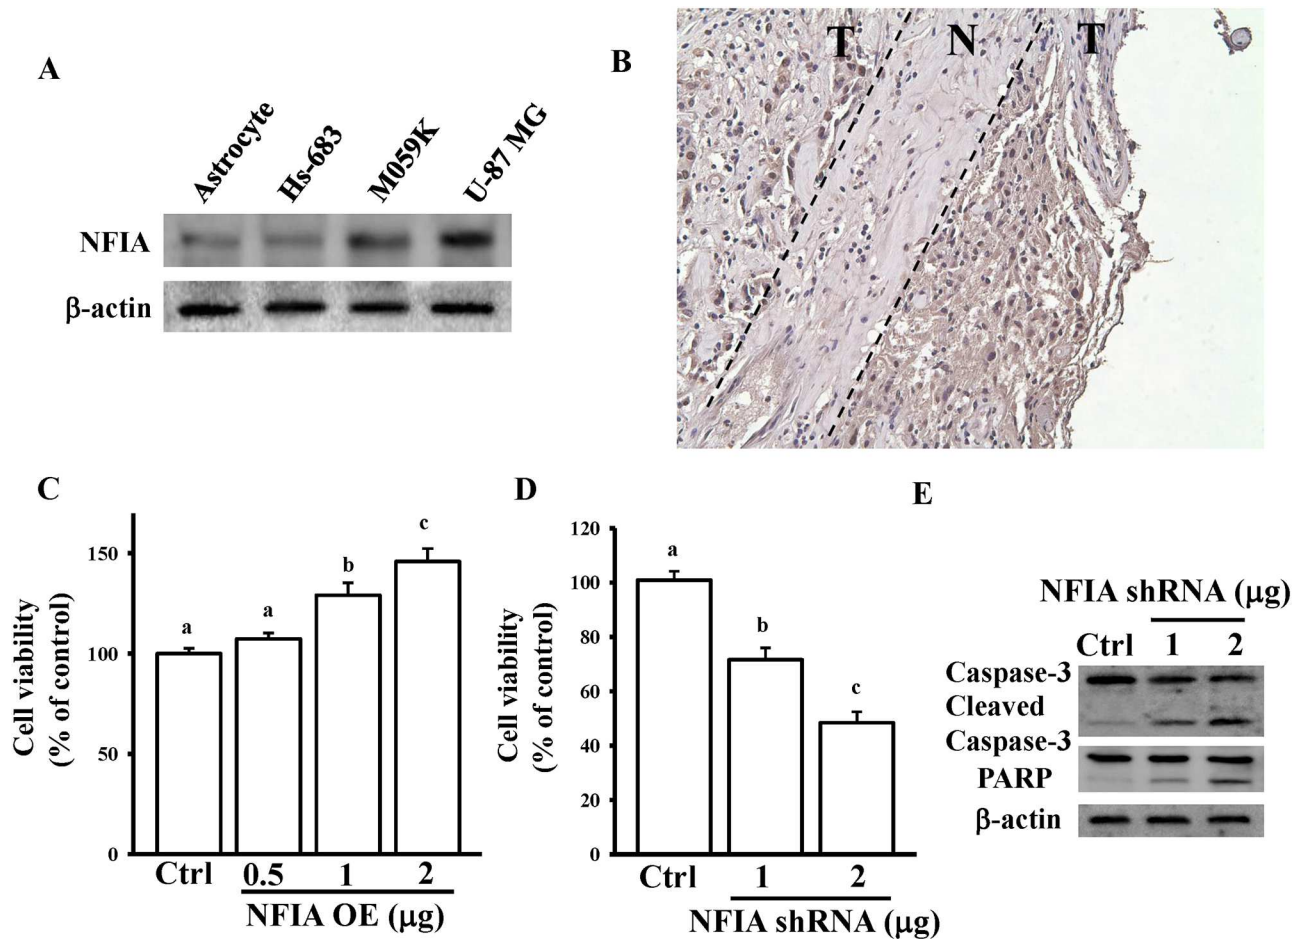 A
Astrocyte
Hs-683
M059K
U-87 MG
NFIA
β-actin
B
T
N
T
C
Cell viability
(% of control)
150
100
50
0
a
a
b
c
Ctrl
0.5
1
2
NFIA OE (μg)
D
Cell viability
(% of control)
120
100
80
60
40
20
0
a
b
c
Ctrl
1
2
NFIA shRNA (μg)
E
NFIA shRNA (μg)
Ctrl 1 2
Caspase-3
Cleaved
Caspase-3
PARP
β-actin